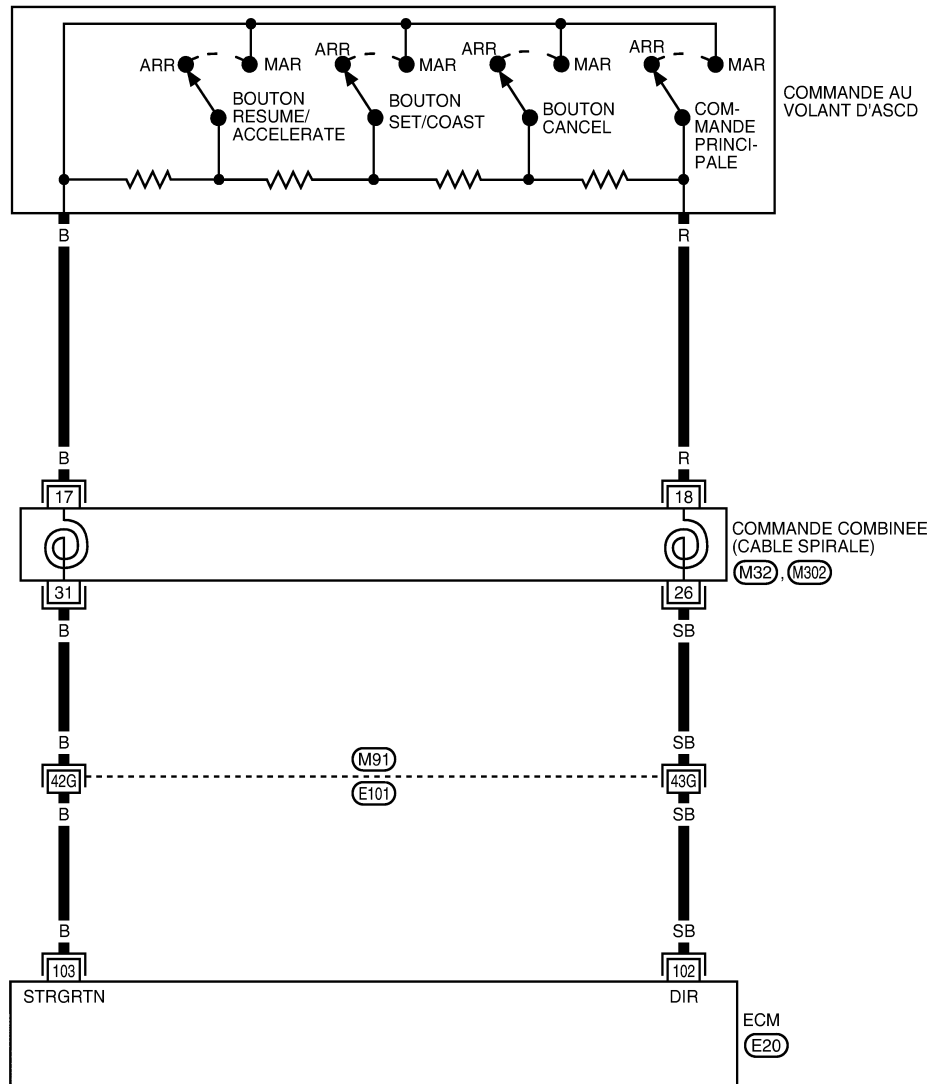 ARR
MAR
ARR
MAR
ARR
MAR
ARR
MAR
BOUTON
RESUME/
ACCELERATE
BOUTON
SET/COAST
BOUTON
CANCEL
COM-
MANDE
PRINCI-
PALE
COMMANDE AU
VOLANT D'ASCD
B
R
B
R
17
18
COMMANDE COMBINEE
(CABLE SPIRALE)
M32 , M302
31
26
B
SB
B
SB
M91
42G
43G
E101
B
SB
B
SB
103
102
STRGRTN
DIR
ECM
E20